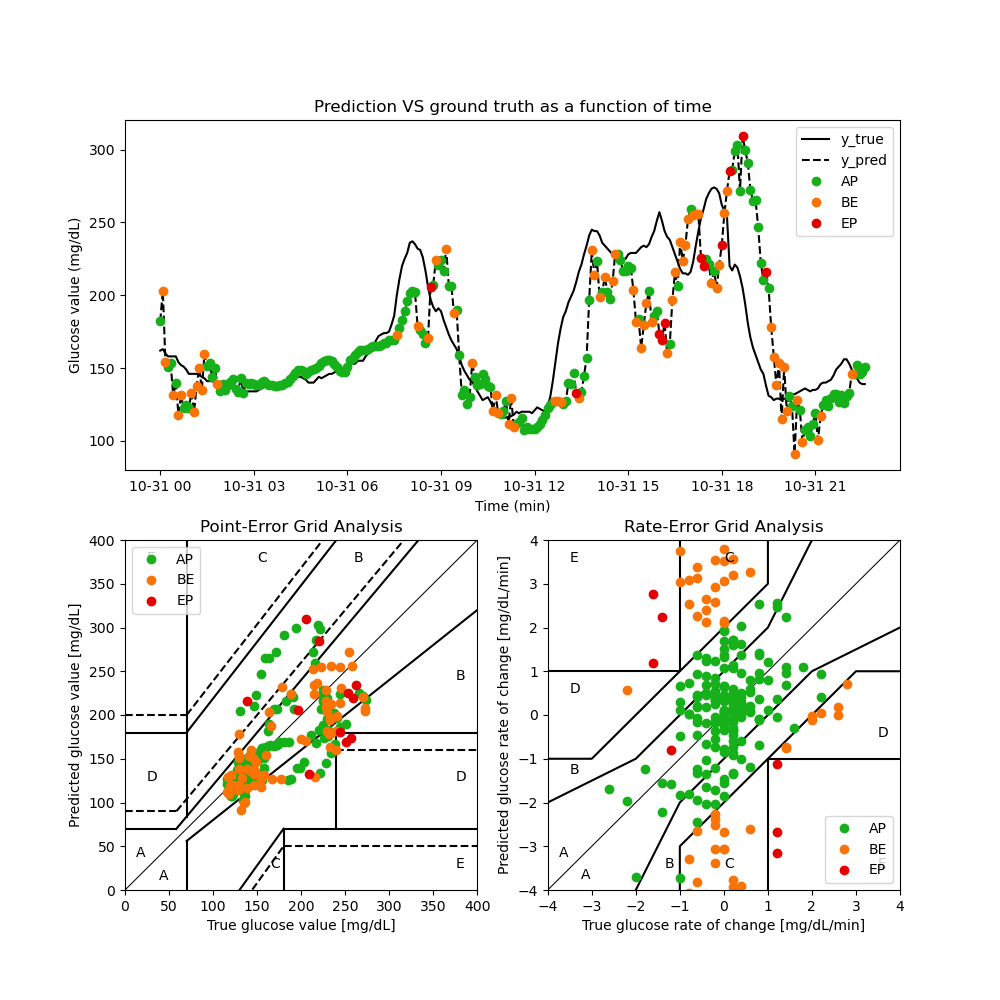 Prediction VS ground truth as a function of time
Glucose value (mg/dL)
300
250
200
150
100
y_true
y_pred
AP
BE
EP
10-31 00 10-31 03 10-31 06 10-31 09 10-31 12 10-31 15 10-31 18 10-31 21
Time (min)
Point-Error Grid Analysis
Predicted glucose value [mg/dL]
400
350
300
250
200
150
100
50
0
AP
BE
EP
C B
B
D D
A
A
C E
0 50 100 150 200 250 300 350 400
True glucose value [mg/dL]
Rate-Error Grid Analysis
Predicted glucose rate of change [mg/dL/min]
4
3
2
1
0
−1
−2
−3
−4
E C
D
D
B
A
A
B C
AP
BE
EP
−4 −3 −2 −1 0 1 2 3 4
True glucose rate of change [mg/dL/min]